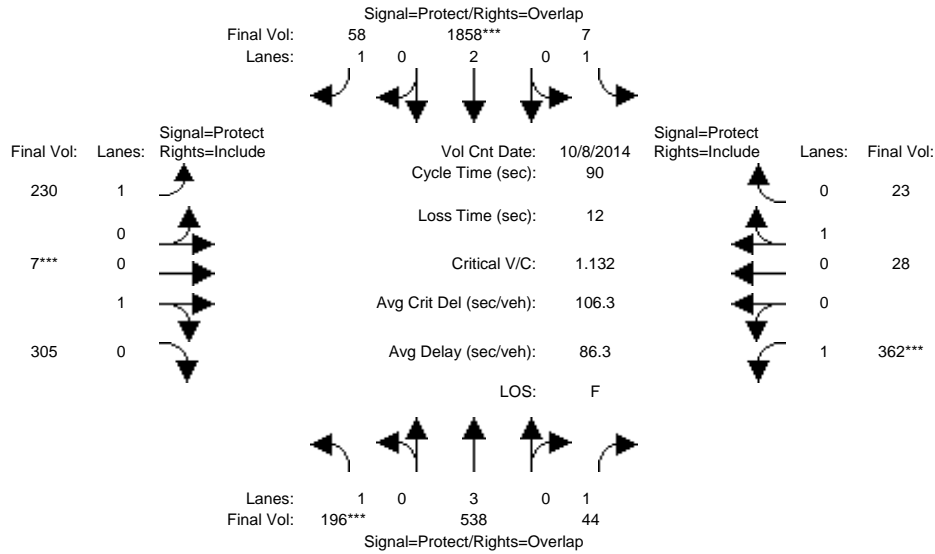 Signal=Protect/Rights=Overlap
Final Vol: 58 1858*** 7
Lanes: 1 0 2 0 1
Signal=Protect Signal=Protect
Final Vol: Lanes: Rights=Include Vol Cnt Date: 10/8/2014 Rights=Include Lanes: Final Vol:
Cycle Time (sec): 90
230 1 0 23
Loss Time (sec): 12
0 1
7*** 0 Critical V/C: 1.132 0 28
1 Avg Crit Del (sec/veh): 106.3 0
305 0 Avg Delay (sec/veh): 86.3 1 362***
LOS: F
Lanes: 1 0 3 0 1
Final Vol: 196*** 538 44
Signal=Protect/Rights=Overlap